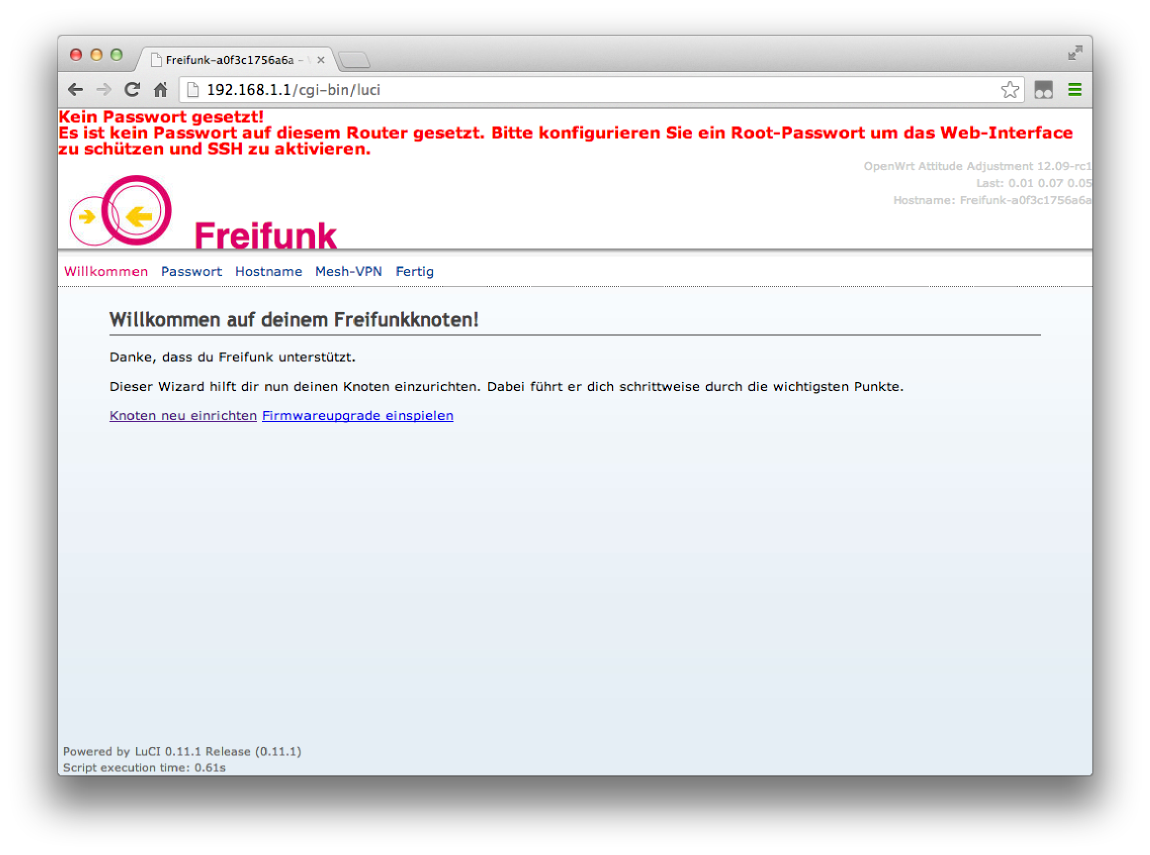 Freifunk-a0f3c1756a6a –
192.168.1.1/cgi-bin/luci
Kein Passwort gesetzt!
Es ist kein Passwort auf diesem Router gesetzt. Bitte konfigurieren Sie ein Root-Passwort um das Web-Interface
zu schützen und SSH zu aktivieren.
OpenWrt Attitude Adjustment 12.09-rc1
Last: 0.01 0.07 0.05
Hostname: Freifunk-a0f3c1756a6a
Freifunk
Willkommen Passwort Hostname Mesh-VPN Fertig
Willkommen auf deinem Freifunkknoten!
Danke, dass du Freifunk unterstützt.
Dieser Wizard hilft dir nun deinen Knoten einzurichten. Dabei führt er dich schrittweise durch die wichtigsten Punkte.
Knoten neu einrichten Firmwareupgrade einspielen
Powered by LuCI 0.11.1 Release (0.11.1)
Script execution time: 0.61s